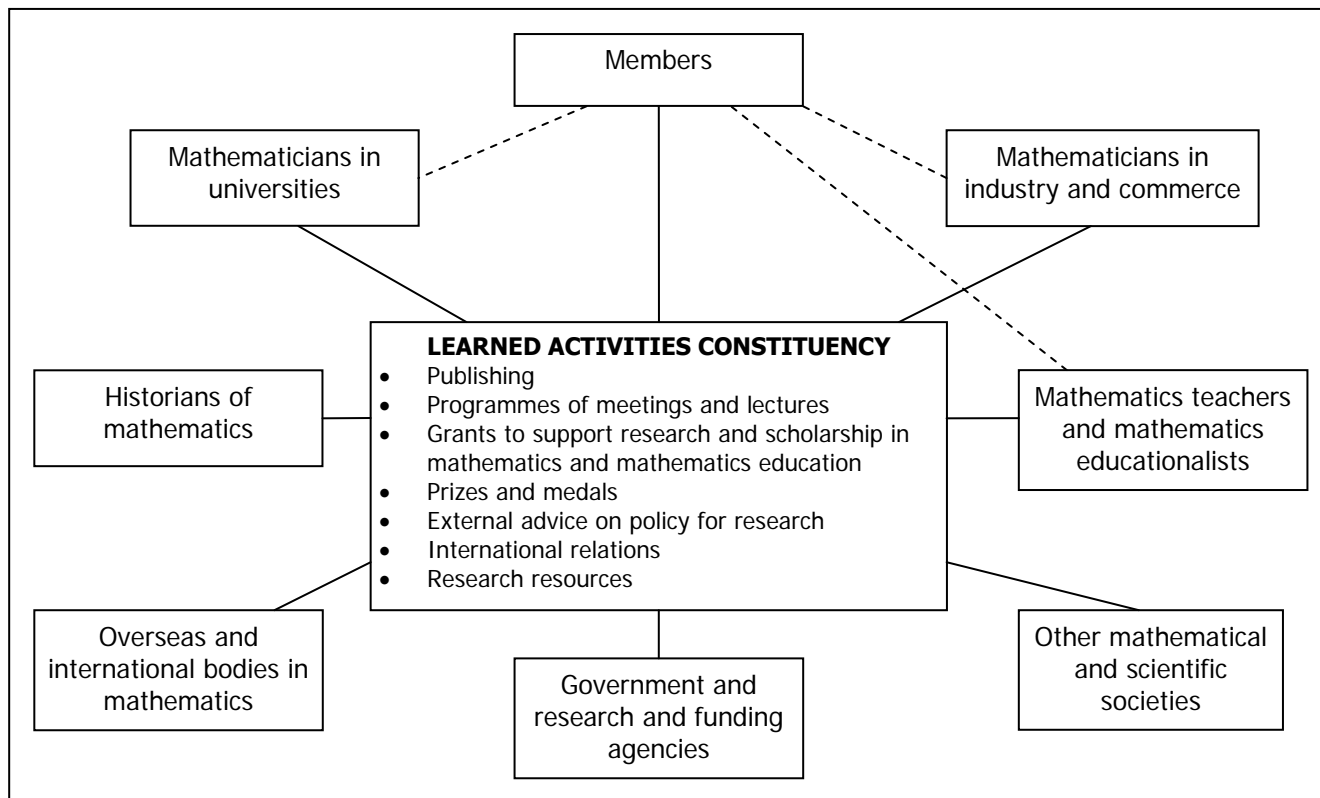 Members
Mathematicians in
universities
Mathematicians in
industry and commerce
LEARNED ACTIVITIES CONSTITUENCY
• Publishing
• Programmes of meetings and lectures
• Grants to support research and scholarship in
mathematics and mathematics education
• Prizes and medals
• External advice on policy for research
• International relations
• Research resources
Historians of
mathematics
Mathematics teachers
and mathematics
educationalists
Overseas and
international bodies in
mathematics
Government and
research and funding
agencies
Other mathematical
and scientific
societies